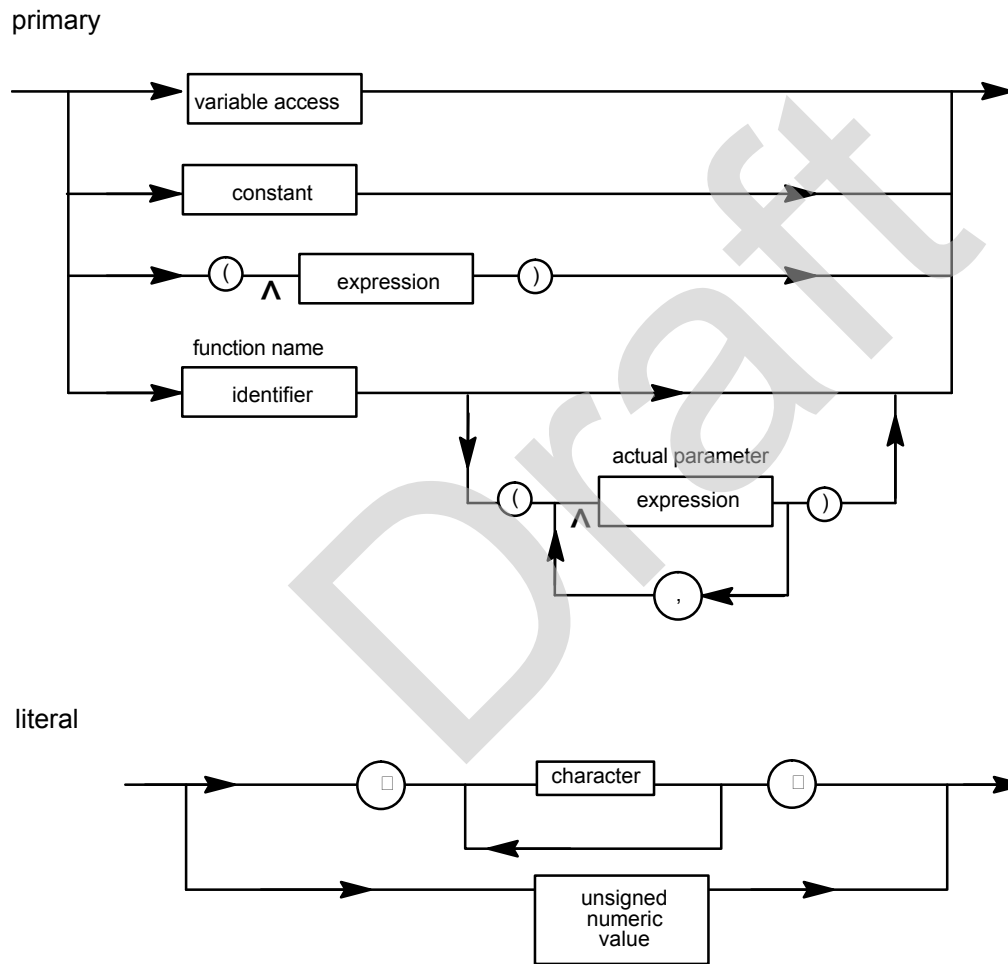 primary
variable access
constant
( ^ expression )
function name
identifier
actual parameter
( ^ expression )
,
Draft
literal
□ character □
unsigned
numeric
value